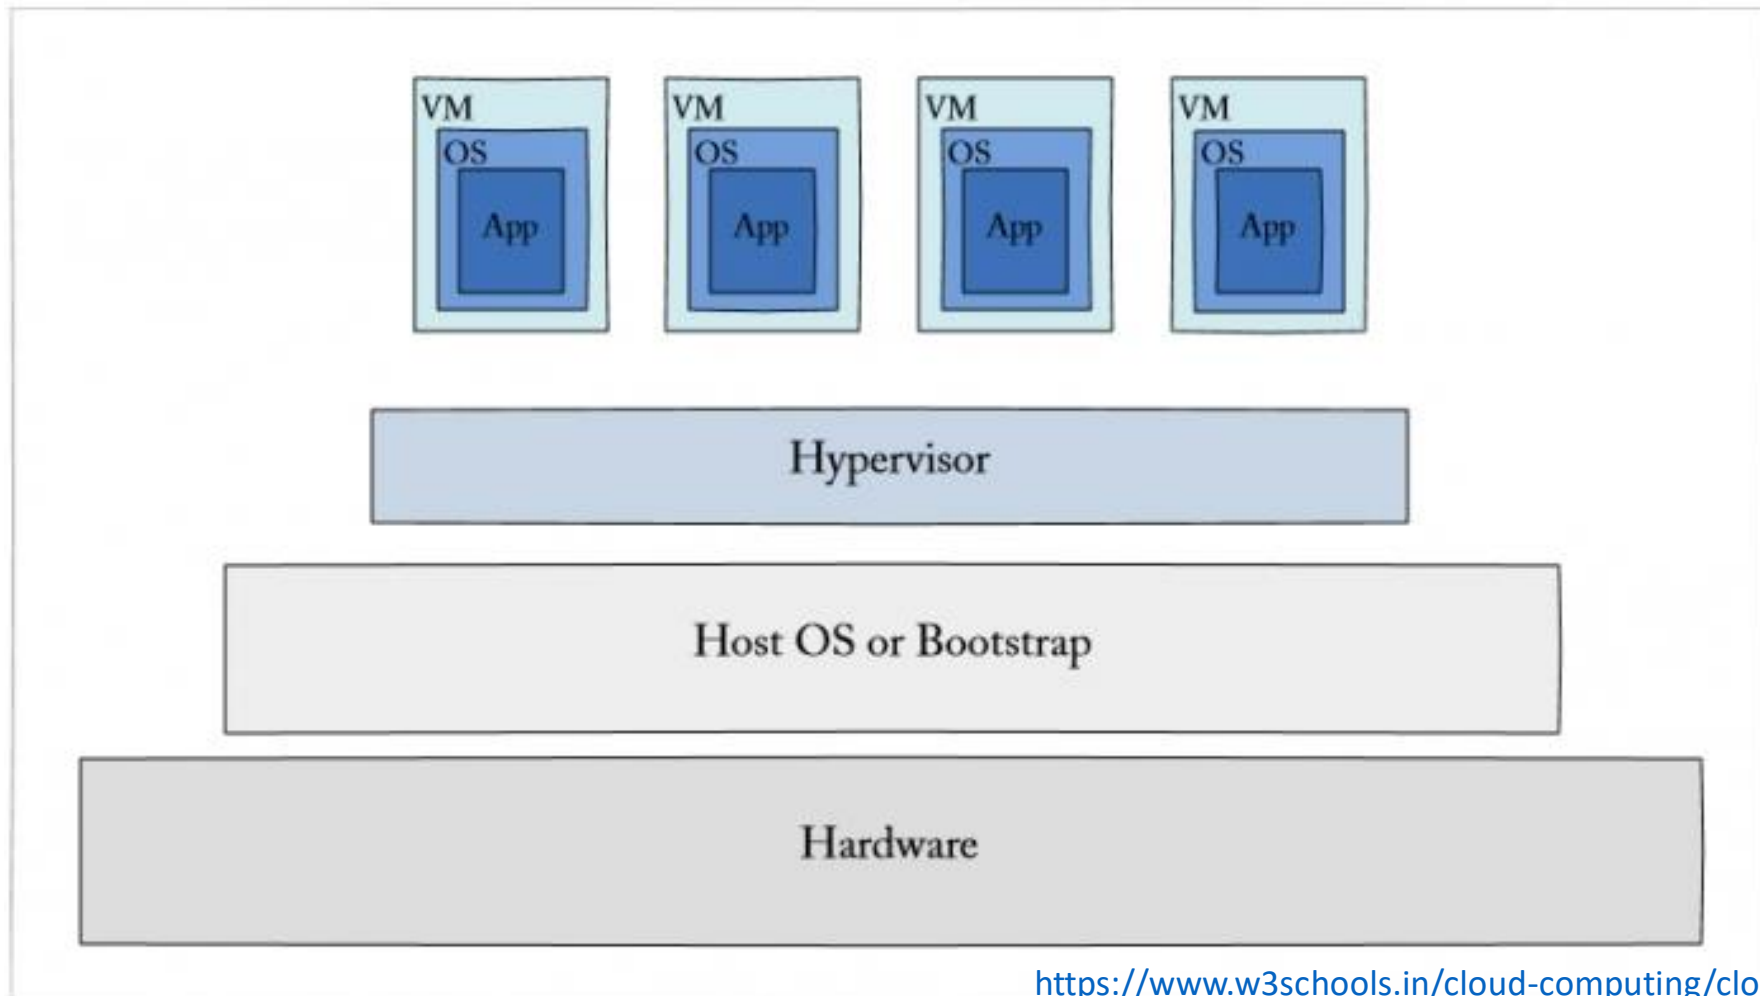 VM VM VM VM
OS OS OS OS
App App App App
Hypervisor
Host OS or Bootstrap
Hardware
https://www.w3schools.in/cloud-computing/clo